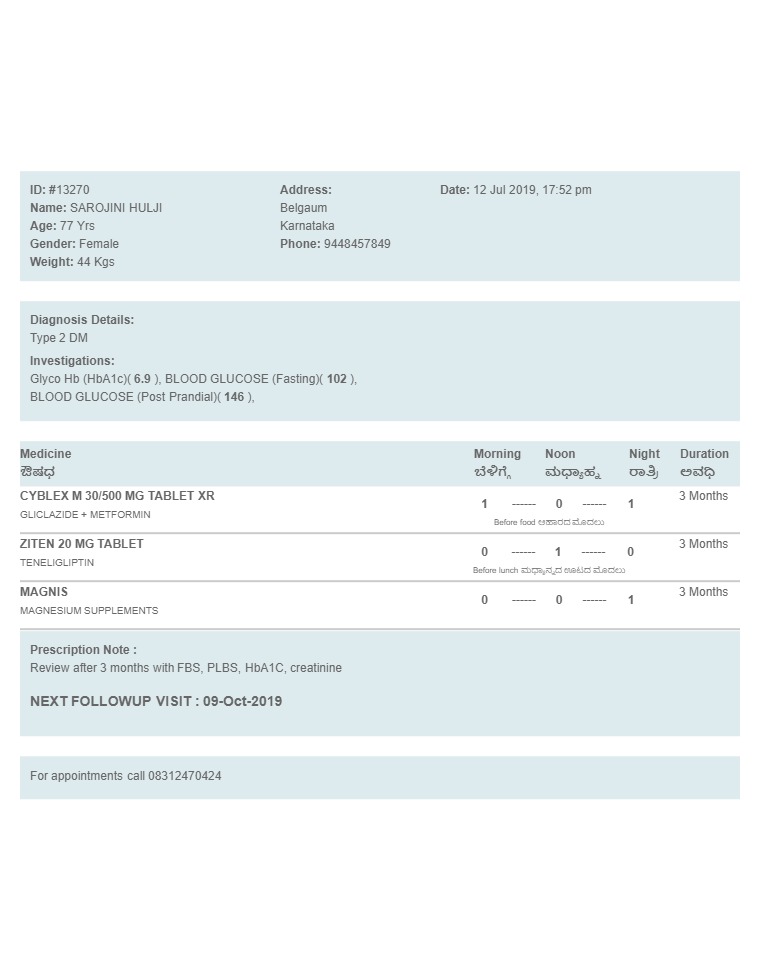 ID: #13270 Address: Date: 12 Jul 2019, 17:52 pm
Name: SAROJINI HULJI Belgaum
Age: 77 Yrs Karnataka
Gender: Female Phone: 9448457849
Weight: 44 Kgs
Diagnosis Details:
Type 2 DM
Investigations:
Glyco Hb (HbA1c)( 6.9 ), BLOOD GLUCOSE (Fasting)( 102 ),
BLOOD GLUCOSE (Post Prandial)( 146 ),
Medicine Morning Noon Night Duration
ಔಷಧ ಬೆಳಿಗ್ಗೆ ಮಧ್ಯಾಹ್ನ ರಾತ್ರಿ ಅವಧಿ
CYBLEX M 30/500 MG TABLET XR 1 ------ 0 ------ 1 3 Months
GLICLAZIDE + METFORMIN Before food ಆಹಾರದ ಮೊದಲು
ZITEN 20 MG TABLET 0 ------ 1 ------ 0 3 Months
TENELIGLIPTIN Before lunch ಮಧ್ಯಾನ್ನದ ಊಟದ ಮೊದಲು
MAGNIS 0 ------ 0 ------ 1 3 Months
MAGNESIUM SUPPLEMENTS
Prescription Note :
Review after 3 months with FBS, PLBS, HbA1C, creatinine
NEXT FOLLOWUP VISIT : 09-Oct-2019
For appointments call 08312470424